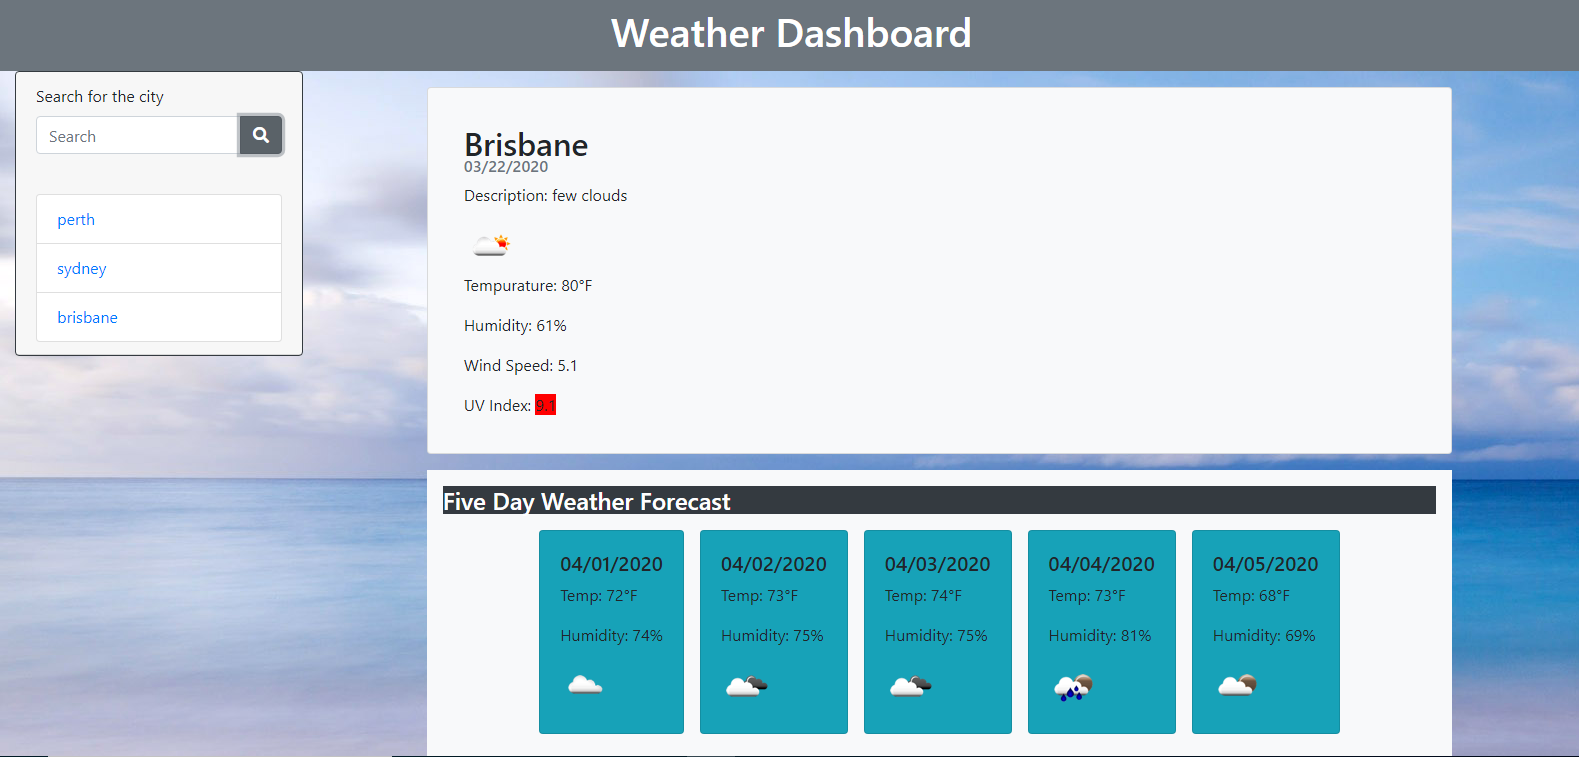 Weather Dashboard
Search for the city
Search
perth
sydney
brisbane
Brisbane
03/22/2020
Description: few clouds
Tempurature: 80°F
Humidity: 61%
Wind Speed: 5.1
UV Index: 9.1
Five Day Weather Forecast
04/01/2020
Temp: 72°F
Humidity: 74%
04/02/2020
Temp: 73°F
Humidity: 75%
04/03/2020
Temp: 74°F
Humidity: 75%
04/04/2020
Temp: 73°F
Humidity: 81%
04/05/2020
Temp: 68°F
Humidity: 69%